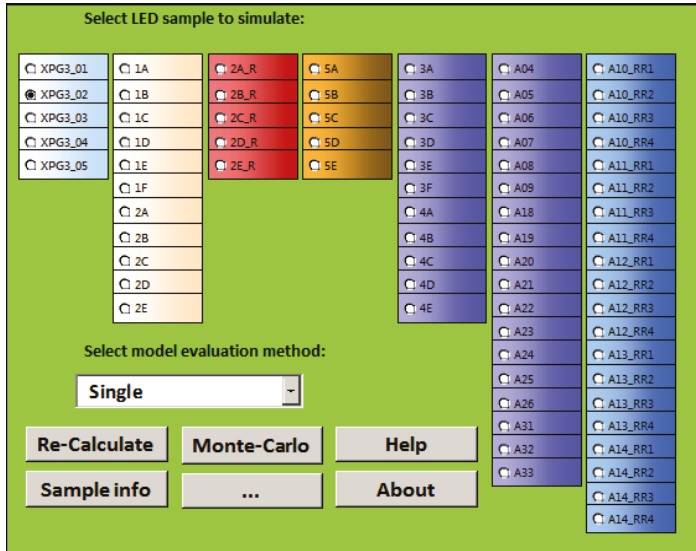 Select LED sample to simulate:
XPG3_01
XPG3_02
XPG3_03
XPG3_04
XPG3_05
1A
1B
1C
1D
1E
1F
2A
2B
2C
2D
2E
2A_R
2B_R
2C_R
2D_R
2E_R
5A
5B
5C
5D
5E
3A
3B
3C
3D
3E
3F
4A
4B
4C
4D
4E
A04
A05
A06
A07
A08
A09
A18
A19
A20
A21
A22
A23
A24
A25
A26
A31
A32
A33
A10_RR1
A10_RR2
A10_RR3
A10_RR4
A11_RR1
A11_RR2
A11_RR3
A11_RR4
A12_RR1
A12_RR2
A12_RR3
A12_RR4
A13_RR1
A13_RR2
A13_RR3
A13_RR4
A14_RR1
A14_RR2
A14_RR3
A14_RR4
Select model evaluation method:
Single
Re-Calculate
Monte-Carlo
Help
Sample info
...
About